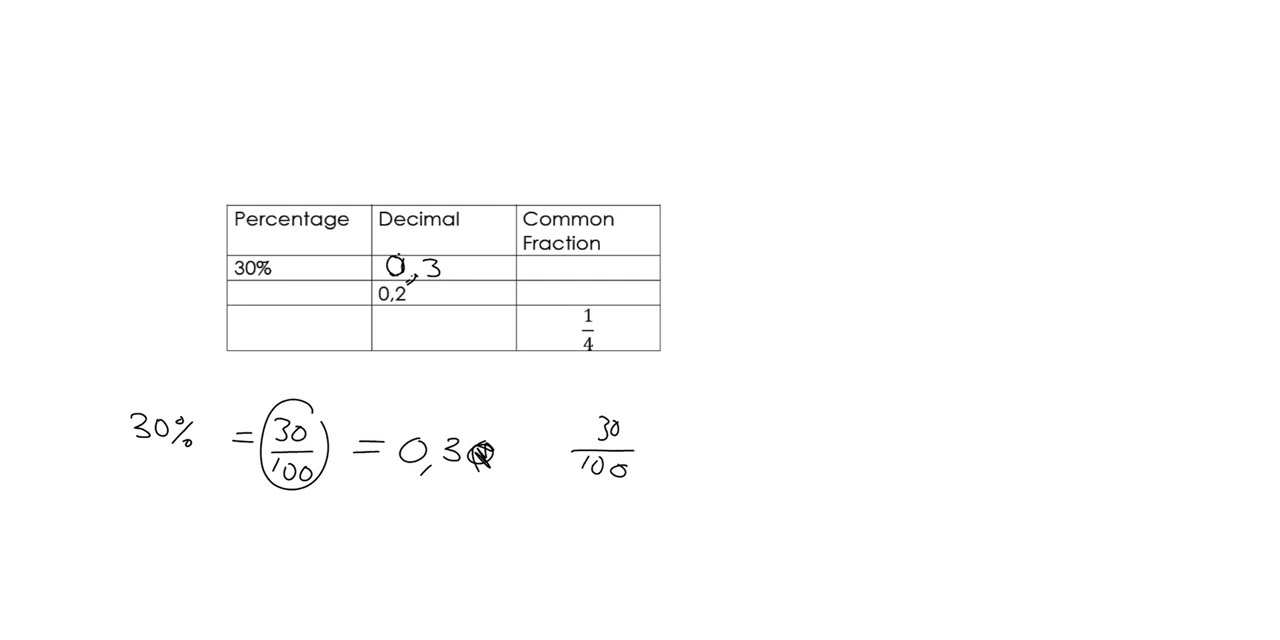 Percentage Decimal Common Fraction
30% 0,3
0,2
1/4
30% = 30/100 = 0,3 30/100